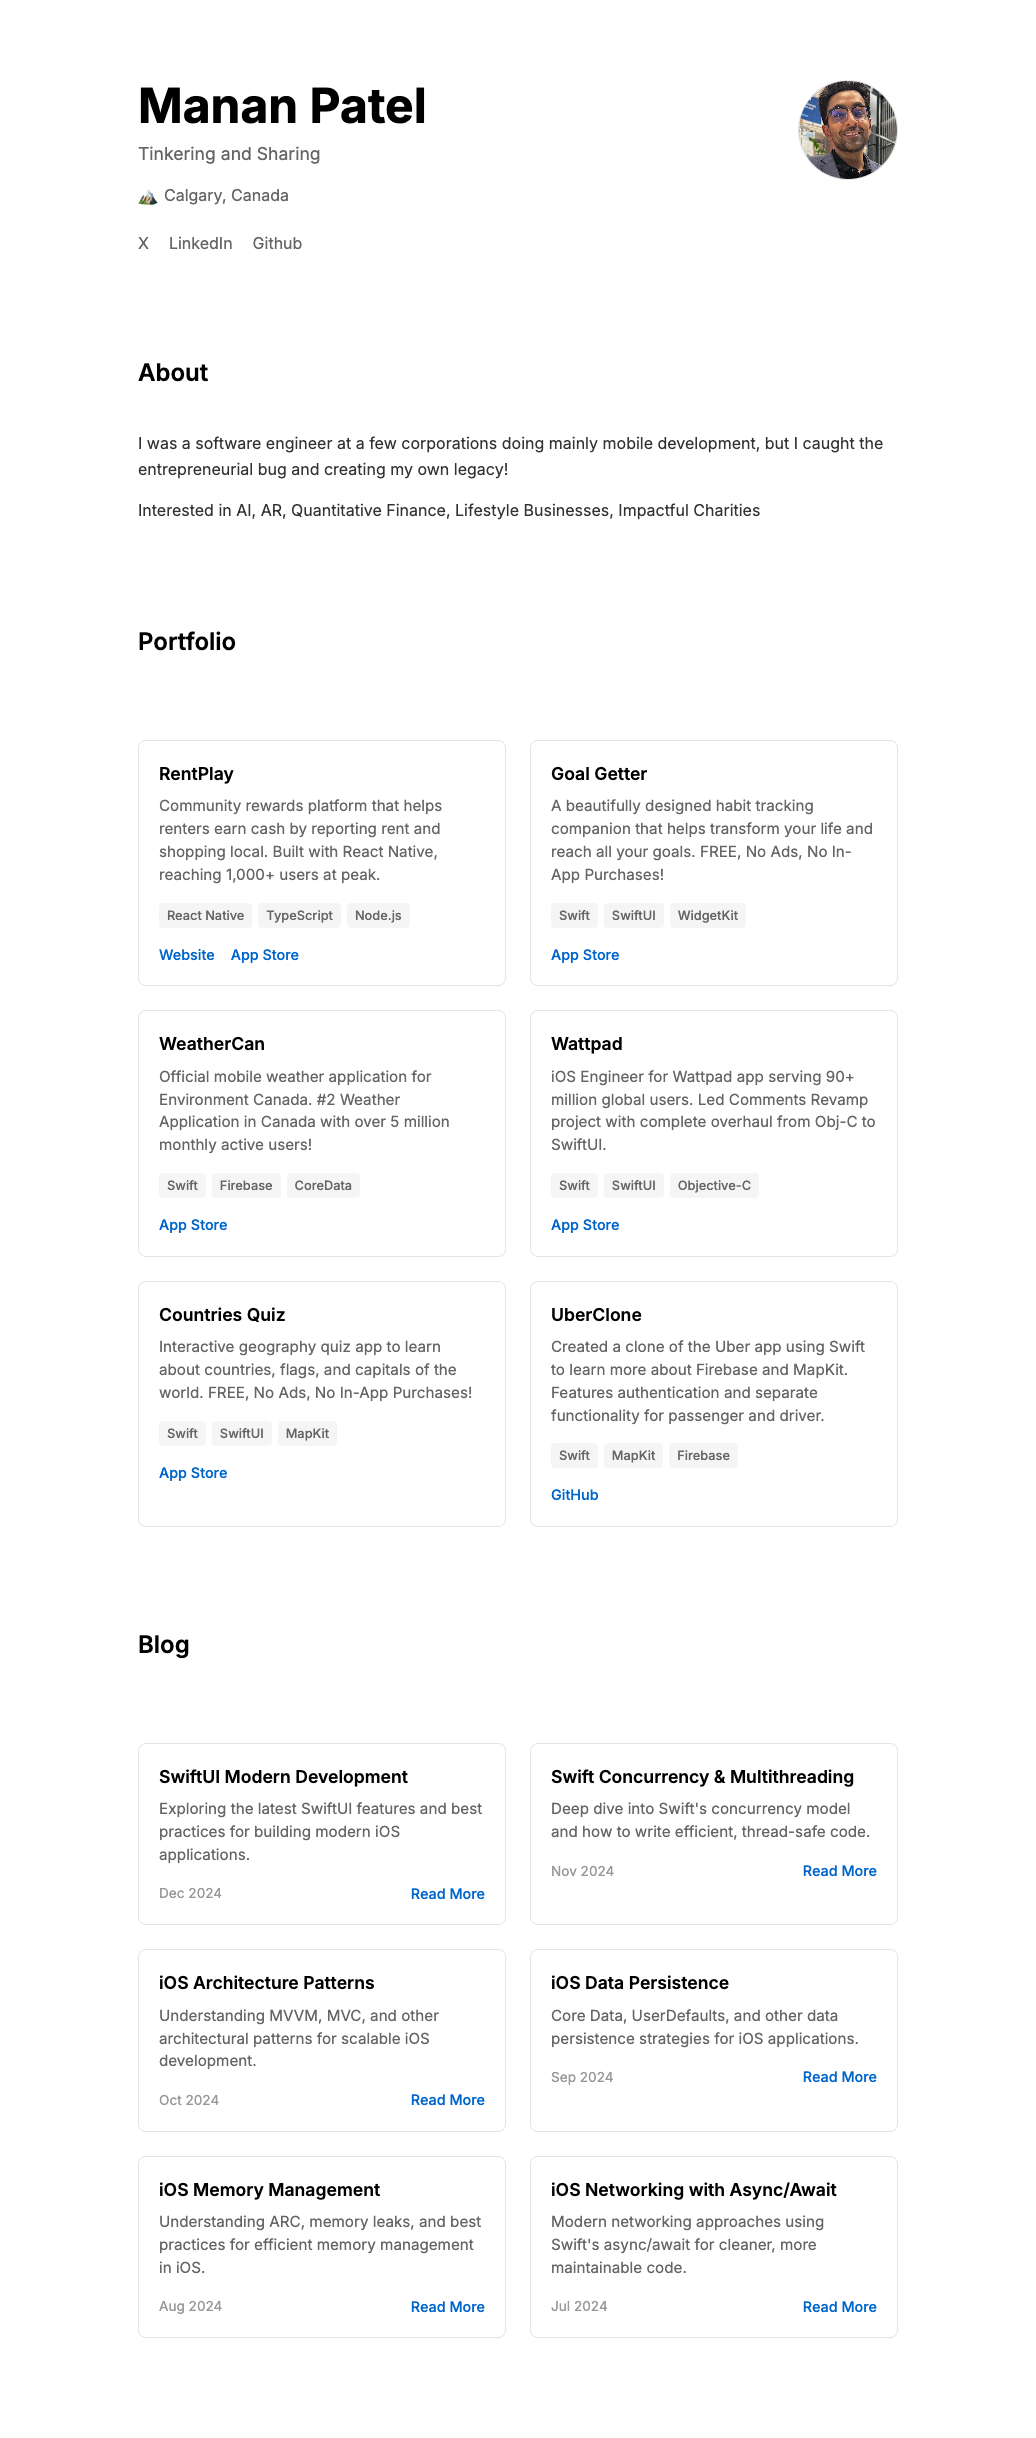 Manan Patel
Tinkering and Sharing
Calgary, Canada
X LinkedIn Github
About
I was a software engineer at a few corporations doing mainly mobile development, but I caught the
entrepreneurial bug and creating my own legacy!
Interested in AI, AR, Quantitative Finance, Lifestyle Businesses, Impactful Charities
Portfolio
RentPlay
Community rewards platform that helps
renters earn cash by reporting rent and
shopping local. Built with React Native,
reaching 1,000+ users at peak.
React Native TypeScript Node.js
Website App Store
Goal Getter
A beautifully designed habit tracking
companion that helps transform your life and
reach all your goals. FREE, No Ads, No In-
App Purchases!
Swift SwiftUI WidgetKit
App Store
WeatherCan
Official mobile weather application for
Environment Canada. #2 Weather
Application in Canada with over 5 million
monthly active users!
Swift Firebase CoreData
App Store
Wattpad
iOS Engineer for Wattpad app serving 90+
million global users. Led Comments Revamp
project with complete overhaul from Obj-C to
SwiftUI.
Swift SwiftUI Objective-C
App Store
Countries Quiz
Interactive geography quiz app to learn
about countries, flags, and capitals of the
world. FREE, No Ads, No In-App Purchases!
Swift SwiftUI MapKit
App Store
UberClone
Created a clone of the Uber app using Swift
to learn more about Firebase and MapKit.
Features authentication and separate
functionality for passenger and driver.
Swift MapKit Firebase
GitHub
Blog
SwiftUI Modern Development
Exploring the latest SwiftUI features and best
practices for building modern iOS
applications.
Dec 2024 Read More
Swift Concurrency & Multithreading
Deep dive into Swift's concurrency model
and how to write efficient, thread-safe code.
Nov 2024 Read More
iOS Architecture Patterns
Understanding MVVM, MVC, and other
architectural patterns for scalable iOS
development.
Oct 2024 Read More
iOS Data Persistence
Core Data, UserDefaults, and other data
persistence strategies for iOS applications.
Sep 2024 Read More
iOS Memory Management
Understanding ARC, memory leaks, and best
practices for efficient memory management
in iOS.
Aug 2024 Read More
iOS Networking with Async/Await
Modern networking approaches using
Swift's async/await for cleaner, more
maintainable code.
Jul 2024 Read More